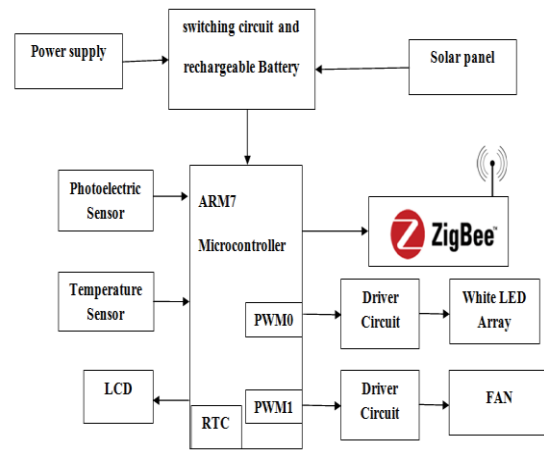 Power supply
switching circuit and
rechargeable Battery
Solar panel
Photoelectric
Sensor
ARM7
Microcontroller
ZigBee™
Temperature
Sensor
PWM0
Driver
Circuit
White LED
Array
LCD
RTC
PWM1
Driver
Circuit
FAN